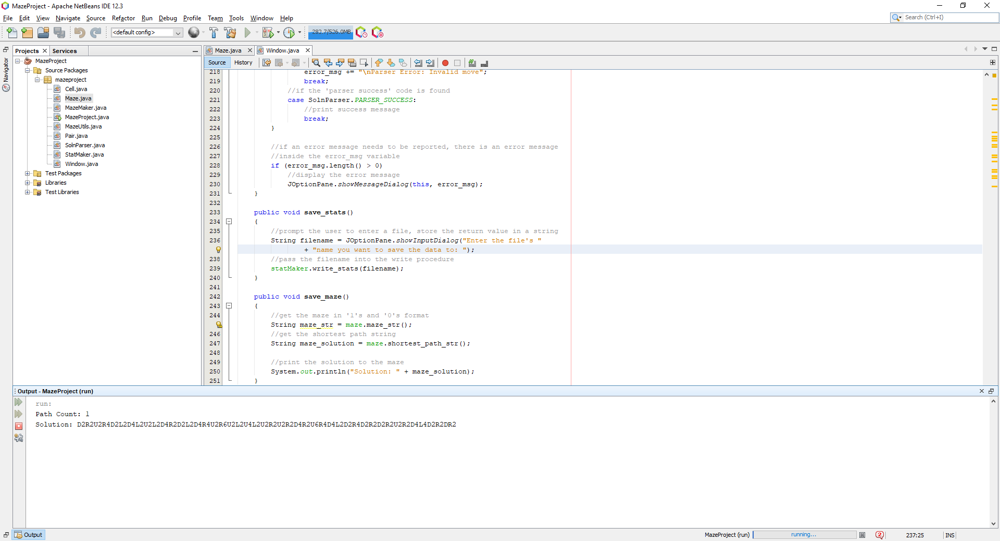 MazeProject - Apache NetBeans IDE 12.3
File Edit View Navigate Source Refactor Run Debug Profile Team Tools Window Help
Search (Ctrl+I)
<default config>
282.7/526.0MB
Projects
Services
Navigator
MazeProject
Source Packages
mazeproject
Cell.java
Maze.java
MazeMaker.java
MazeProject.java
MazeUtils.java
Pair.java
SolnParser.java
StatMaker.java
Window.java
Test Packages
Libraries
Test Libraries
Maze.java
Window.java
Source History
218 error_msg += "\nParser Error: Invalid move";
219 break;
220 //if the 'parser success' code is found
221 case SolnParser.PARSER_SUCCESS:
222 //print success message
223 break;
224 }
225
226 //if an error message needs to be reported, there is an error message
227 //inside the error_msg variable
228 if (error_msg.length() > 0)
229 //display the error message
230 JOptionPane.showMessageDialog(this, error_msg);
231 }
232
233 public void save_stats()
234 {
235 //prompt the user to enter a file, store the return value in a string
236 String filename = JOptionPane.showInputDialog("Enter the file's "
+ "name you want to save the data to: ");
238 //pass the filename into the write procedure
239 statMaker.write_stats(filename);
240 }
241
242 public void save_maze()
243 {
244 //get the maze in '1's and '0's format
String maze_str = maze.maze_str();
246 //get the shortest path string
247 String maze_solution = maze.shortest_path_str();
248
249 //print the solution to the maze
250 System.out.println("Solution: " + maze_solution);
251 }
Output - MazeProject (run)
run:
Path Count: 1
Solution: D2R2U2R4D2L2D4L2U2L2D4R2D2L2D4R4U2R6U2L2U4L2U2R2U2R2D4R2U6R4D4L2D2R4D2R2D2R2U2R2D4L4D2R2DR2
Output
MazeProject (run)
running...
2
237:25
INS